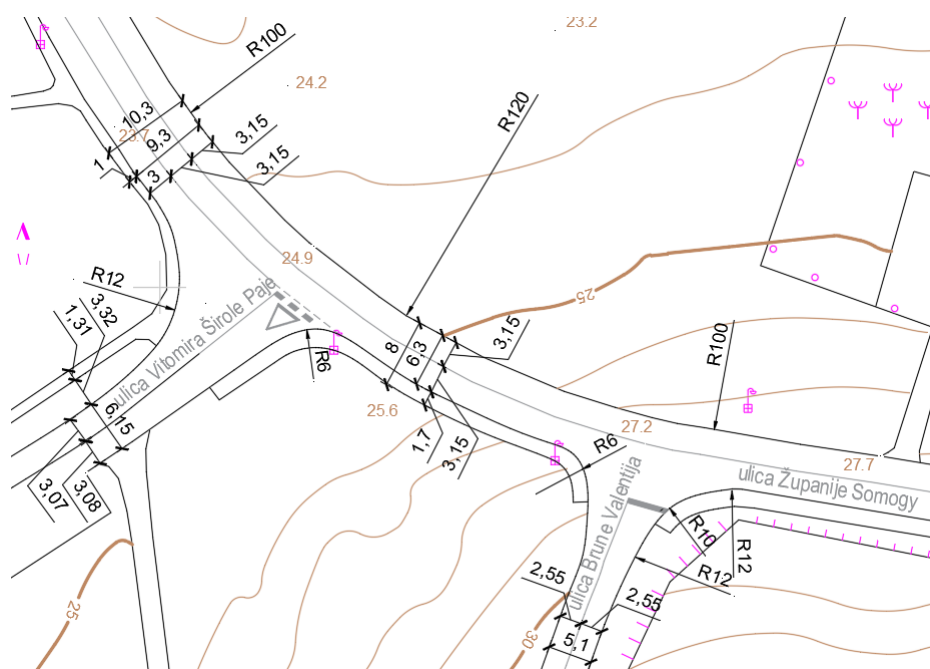 23.2
R100
24.2
10,3
23.7
9,3
3,15
R120
1
3
3,15
24.9
25
R12
3,32
1,31
ulica Vitomira Širole Paje
R6
8
6,3
3,15
R100
25.6
6,15
1,7
3,15
27.2
R6
27.7
ulica Županije Somogy
3,07
3,08
ulica Brune Valentija
R10
R12
R12
2,55
2,55
25
30
5,1